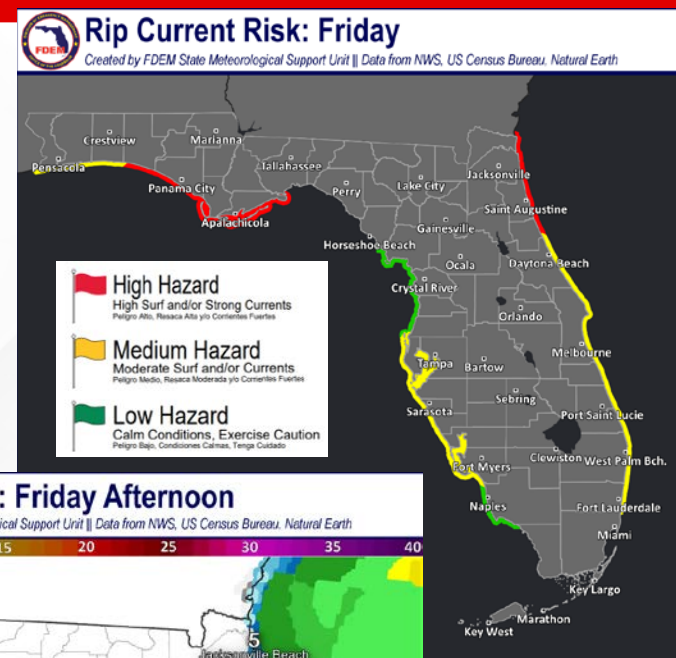 FDEM
Rip Current Risk: Friday
Created by FDEM State Meteorological Support Unit || Data from NWS, US Census Bureau, Natural Earth
Crestview
Marianna
Pensacola
Tallahassee
Jacksonville
Panama City
Perry
Lake City
Saint Augustine
Apalachicola
Gainesville
Horseshoe Beach
Ocala
Daytona Beach
Crystal River
Orlando
Tampa
Bartow
Melbourne
Sebring
Sarasota
Port Saint Lucie
Clewiston
West Palm Bch.
Fort Myers
Naples
Fort Lauderdale
Miami
Key Largo
Marathon
Key West
High Hazard
High Surf and/or Strong Currents
Peligro Alto, Resaca Alta y/o Corrientes Fuertes
Medium Hazard
Moderate Surf and/or Currents
Peligro Medio, Resaca Moderada y/o Corrientes Fuertes
Low Hazard
Calm Conditions, Exercise Caution
Peligro Bajo, Condiciones Calmas, Tenga Cuidado
: Friday Afternoon
ical Support Unit || Data from NWS, US Census Bureau, Natural Earth
15 20 25 30 35 40
5
Jacksonville Beach